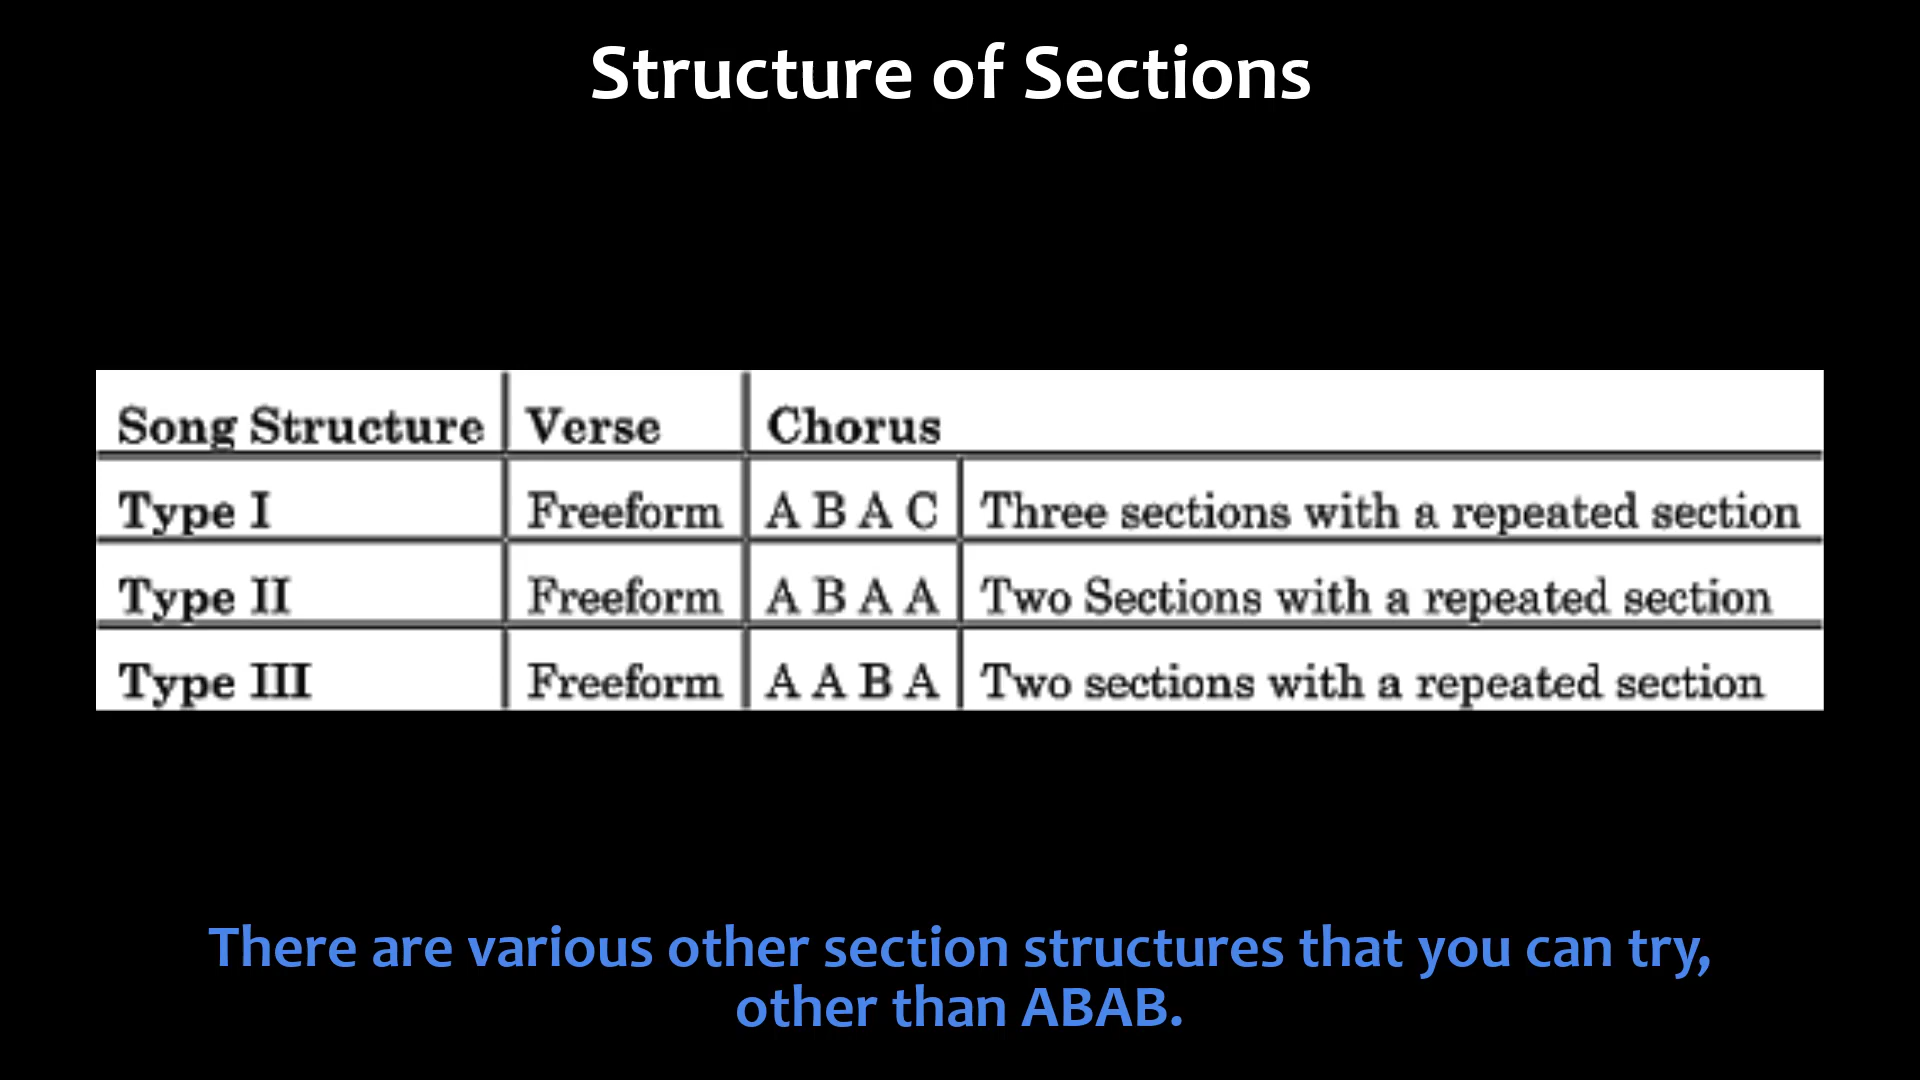 Structure of Sections
Song Structure Verse Chorus
Type I Freeform A B A C Three sections with a repeated section
Type II Freeform A B A A Two Sections with a repeated section
Type III Freeform A A B A Two sections with a repeated section
There are various other section structures that you can try,
other than ABAB.